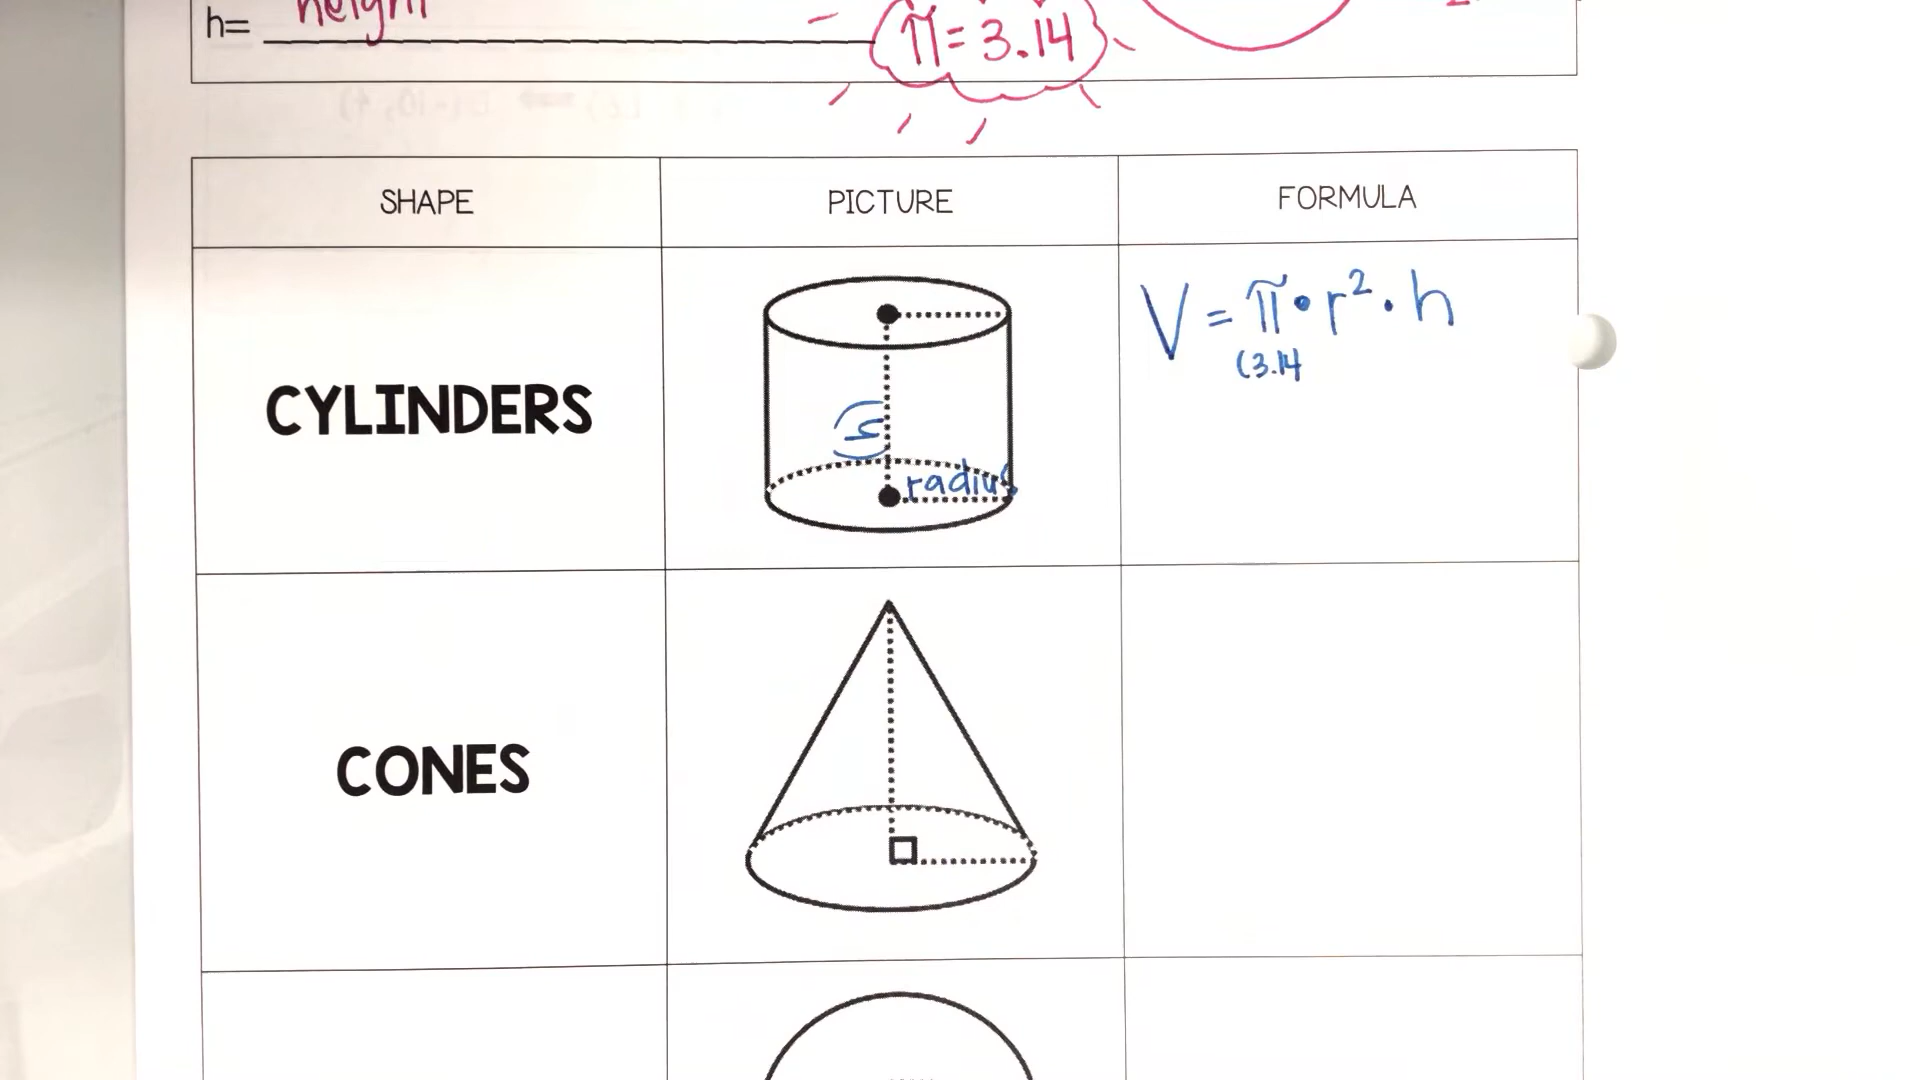 h= height
π = 3.14
SHAPE PICTURE FORMULA
CYLINDERS
V = π • r² • h
(3.14
radius
CONES